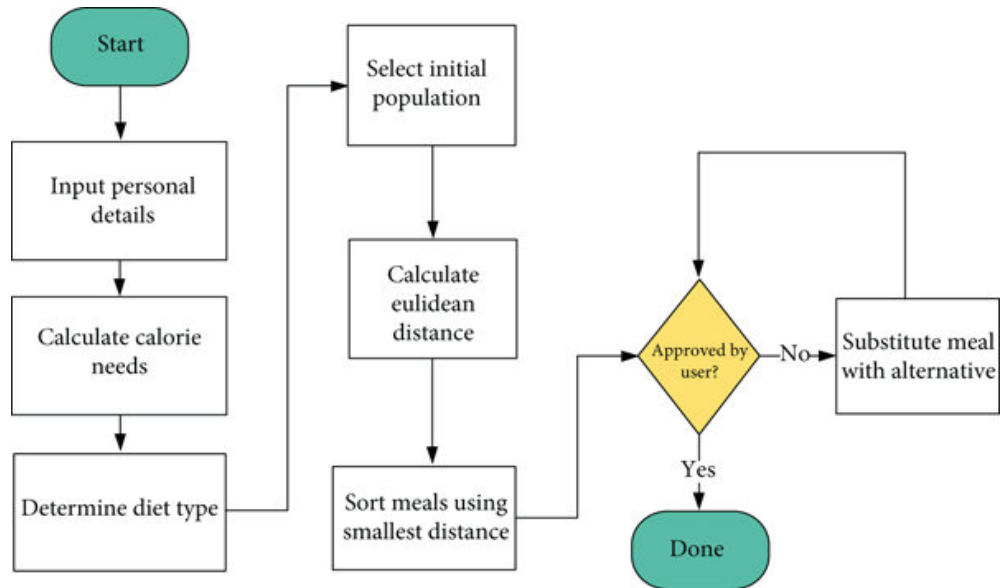 Start
Input personal
details
Calculate calorie
needs
Determine diet type
Select initial
population
Calculate
eulidean
distance
Sort meals using
smallest distance
Approved by
user?
No
Substitute meal
with alternative
Yes
Done